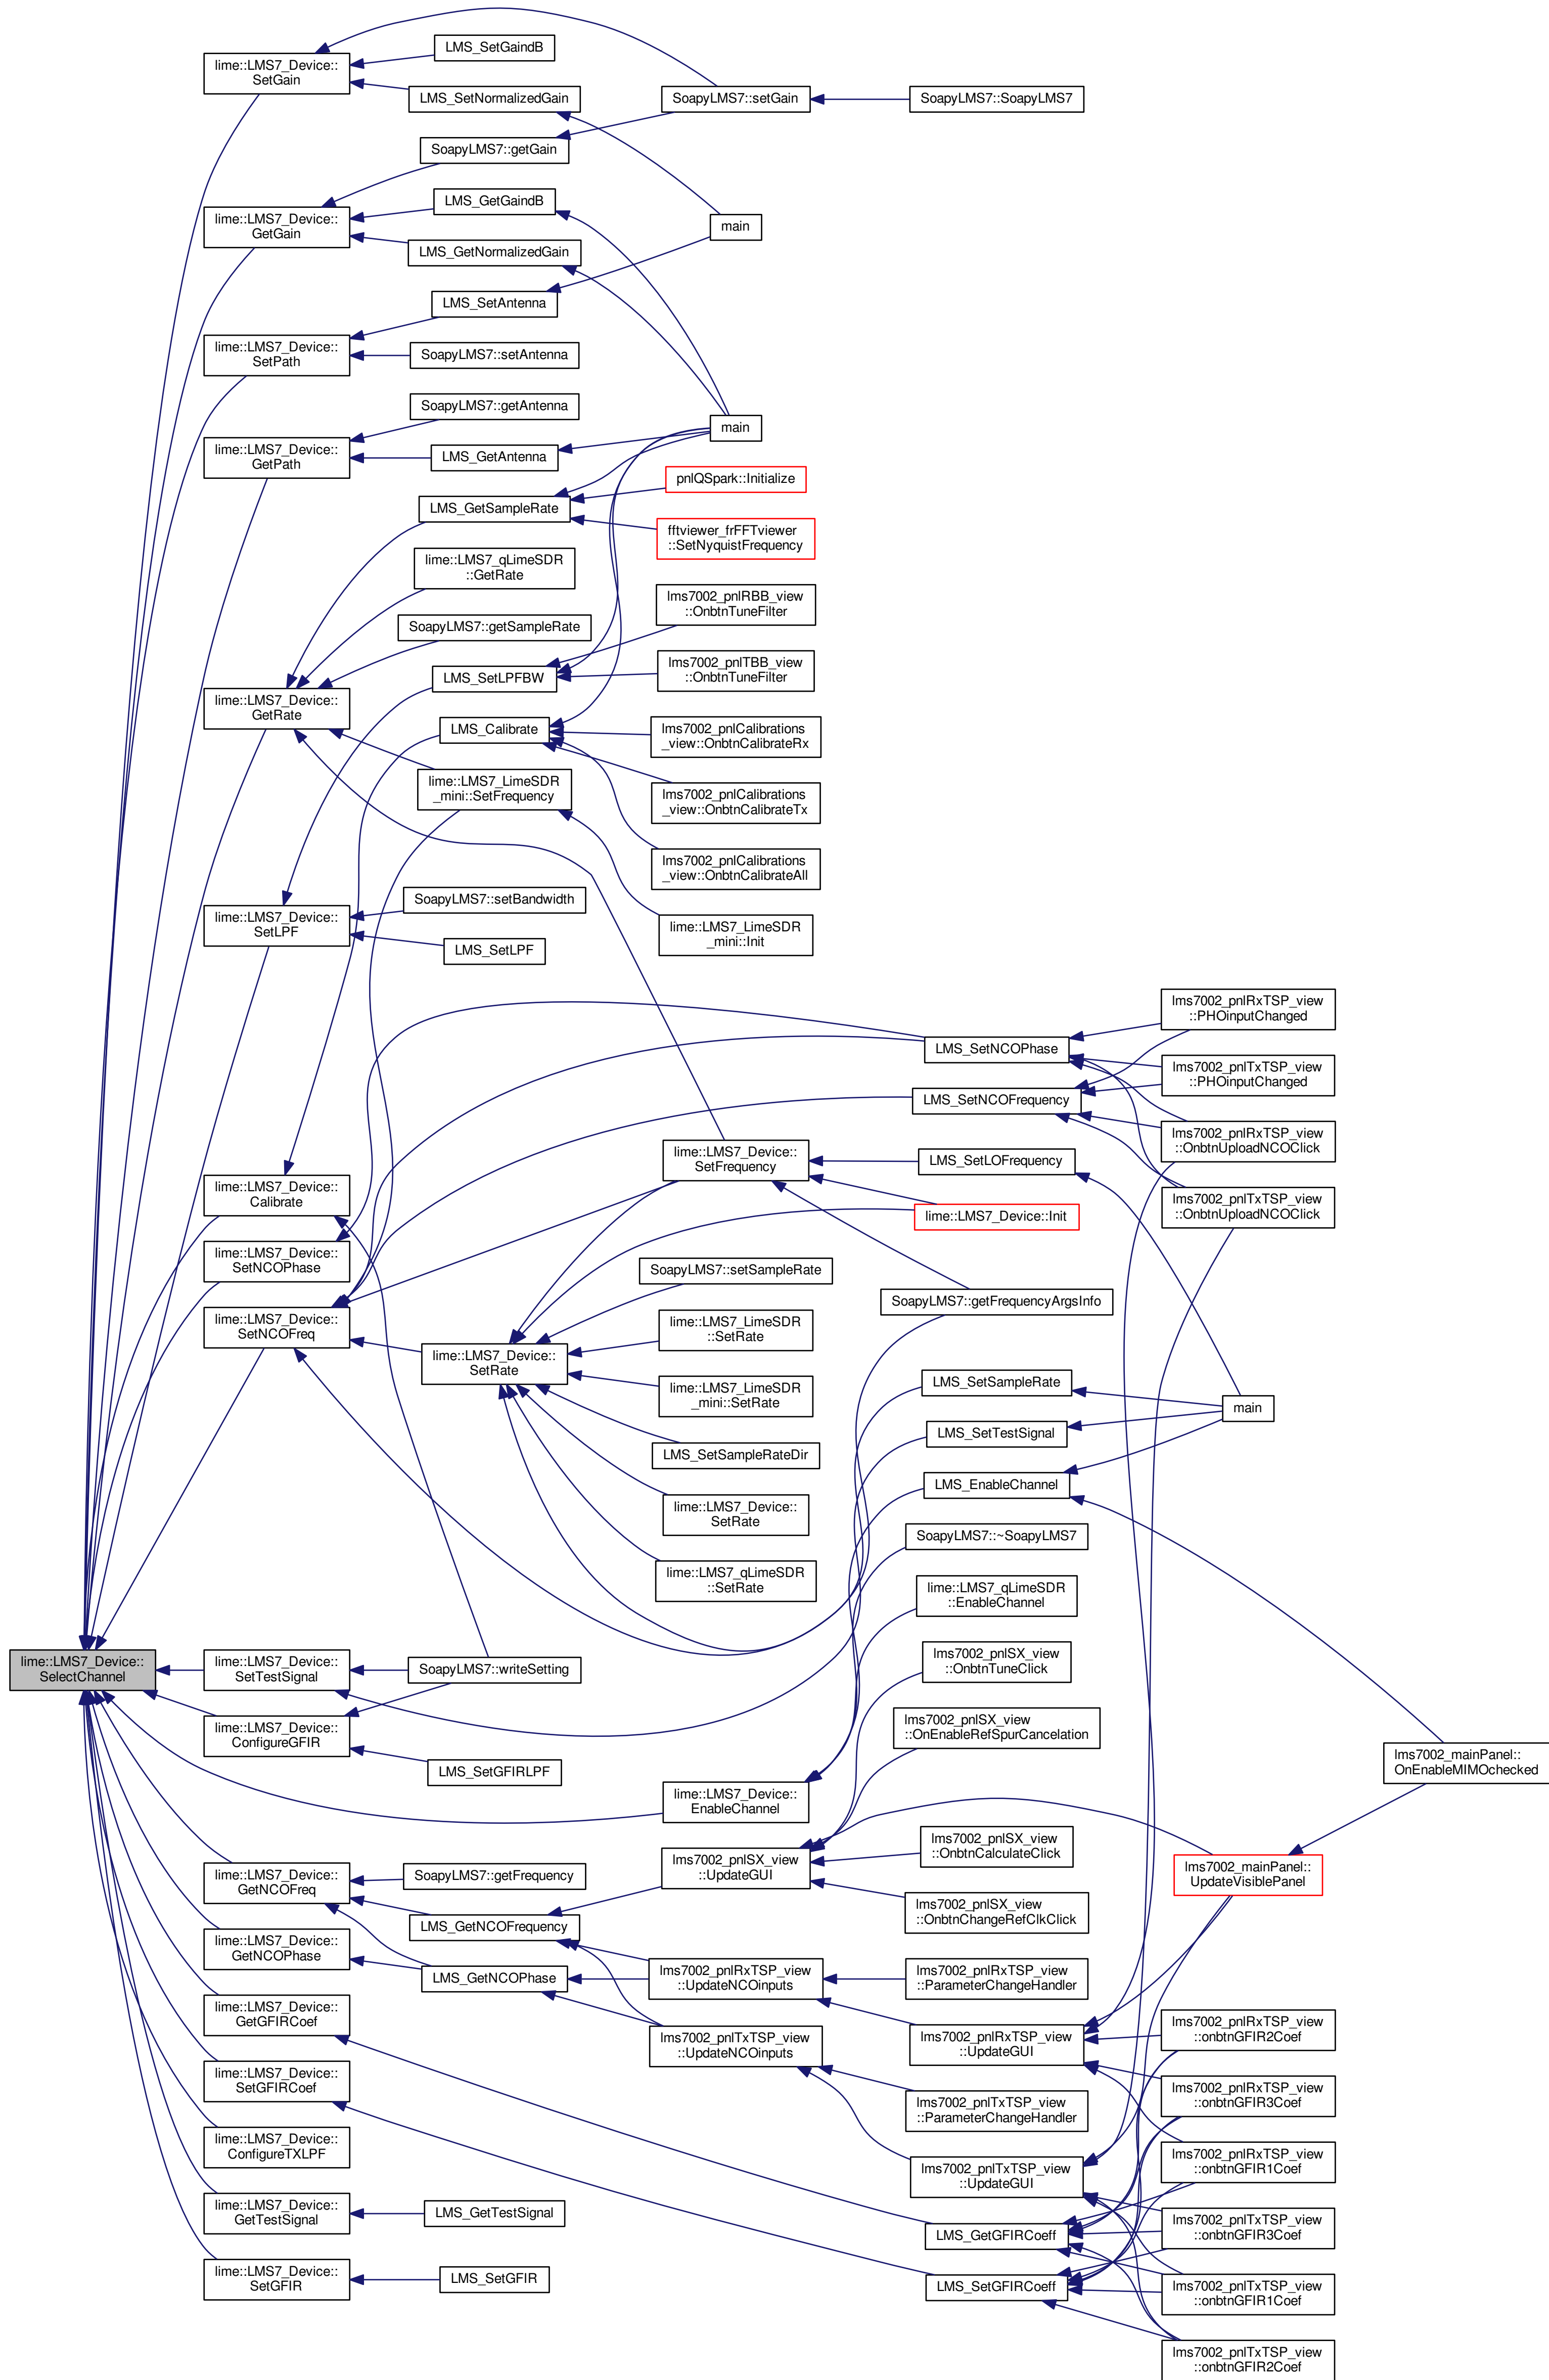 lime::LMS7_Device::
SelectChannel
lime::LMS7_Device::
SetGain
lime::LMS7_Device::
GetGain
lime::LMS7_Device::
SetPath
lime::LMS7_Device::
GetPath
lime::LMS7_Device::
GetRate
lime::LMS7_Device::
SetLPF
lime::LMS7_Device::
Calibrate
lime::LMS7_Device::
SetNCOPhase
lime::LMS7_Device::
SetNCOFreq
lime::LMS7_Device::
SetTestSignal
lime::LMS7_Device::
ConfigureGFIR
lime::LMS7_Device::
EnableChannel
lime::LMS7_Device::
GetNCOFreq
lime::LMS7_Device::
GetNCOPhase
lime::LMS7_Device::
GetGFIRCoef
lime::LMS7_Device::
SetGFIRCoef
lime::LMS7_Device::
ConfigureTXLPF
lime::LMS7_Device::
GetTestSignal
lime::LMS7_Device::
SetGFIR
LMS_SetGaindB
LMS_SetNormalizedGain
SoapyLMS7::getGain
LMS_GetGaindB
LMS_GetNormalizedGain
LMS_SetAntenna
SoapyLMS7::setAntenna
SoapyLMS7::getAntenna
LMS_GetAntenna
LMS_GetSampleRate
lime::LMS7_qLimeSDR
::GetRate
SoapyLMS7::getSampleRate
LMS_SetLPFBW
LMS_Calibrate
lime::LMS7_LimeSDR
_mini::SetFrequency
SoapyLMS7::setBandwidth
LMS_SetLPF
lime::LMS7_Device::
SetRate
SoapyLMS7::writeSetting
LMS_SetGFIRLPF
SoapyLMS7::getFrequency
LMS_GetNCOFrequency
LMS_GetNCOPhase
LMS_GetTestSignal
LMS_SetGFIR
SoapyLMS7::setGain
SoapyLMS7::SoapyLMS7
main
main
pnlQSpark::Initialize
fftviewer_frFFTviewer
::SetNyquistFrequency
lms7002_pnlRBB_view
::OnbtnTuneFilter
lms7002_pnlTBB_view
::OnbtnTuneFilter
lms7002_pnlCalibrations
_view::OnbtnCalibrateRx
lms7002_pnlCalibrations
_view::OnbtnCalibrateTx
lms7002_pnlCalibrations
_view::OnbtnCalibrateAll
lime::LMS7_LimeSDR
_mini::Init
lime::LMS7_Device::
SetFrequency
SoapyLMS7::setSampleRate
lime::LMS7_LimeSDR
::SetRate
lime::LMS7_LimeSDR
_mini::SetRate
LMS_SetSampleRateDir
lime::LMS7_Device::
SetRate
lime::LMS7_qLimeSDR
::SetRate
lms7002_pnlSX_view
::UpdateGUI
lms7002_pnlRxTSP_view
::UpdateNCOinputs
lms7002_pnlTxTSP_view
::UpdateNCOinputs
LMS_SetNCOPhase
LMS_SetNCOFrequency
LMS_SetLOFrequency
lime::LMS7_Device::Init
SoapyLMS7::getFrequencyArgsInfo
LMS_SetSampleRate
LMS_SetTestSignal
LMS_EnableChannel
SoapyLMS7::~SoapyLMS7
lime::LMS7_qLimeSDR
::EnableChannel
lms7002_pnlSX_view
::OnbtnTuneClick
lms7002_pnlSX_view
::OnEnableRefSpurCancelation
lms7002_pnlSX_view
::OnbtnCalculateClick
lms7002_pnlSX_view
::OnbtnChangeRefClkClick
lms7002_pnlRxTSP_view
::ParameterChangeHandler
lms7002_pnlRxTSP_view
::UpdateGUI
lms7002_pnlTxTSP_view
::ParameterChangeHandler
lms7002_pnlTxTSP_view
::UpdateGUI
LMS_GetGFIRCoeff
LMS_SetGFIRCoeff
lms7002_pnlRxTSP_view
::PHOinputChanged
lms7002_pnlTxTSP_view
::PHOinputChanged
lms7002_pnlRxTSP_view
::OnbtnUploadNCOClick
lms7002_pnlTxTSP_view
::OnbtnUploadNCOClick
main
lms7002_mainPanel::
OnEnableMIMOchecked
lms7002_mainPanel::
UpdateVisiblePanel
lms7002_pnlRxTSP_view
::onbtnGFIR2Coef
lms7002_pnlRxTSP_view
::onbtnGFIR3Coef
lms7002_pnlRxTSP_view
::onbtnGFIR1Coef
lms7002_pnlTxTSP_view
::onbtnGFIR3Coef
lms7002_pnlTxTSP_view
::onbtnGFIR1Coef
lms7002_pnlTxTSP_view
::onbtnGFIR2Coef